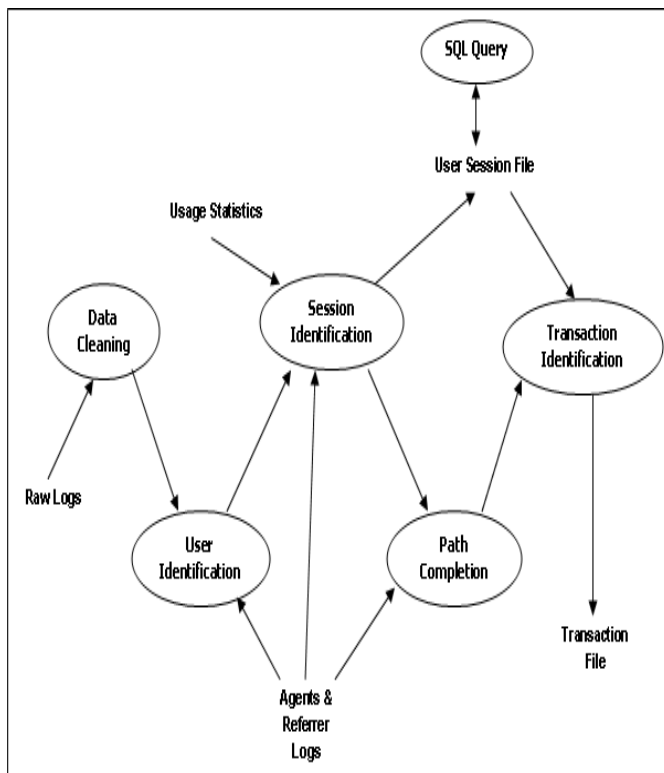 SQL Query
User Session File
Usage Statistics
Data
Cleaning
Session
Identification
Transaction
Identification
Raw Logs
User
Identification
Path
Completion
Transaction
File
Agents &
Referrer
Logs